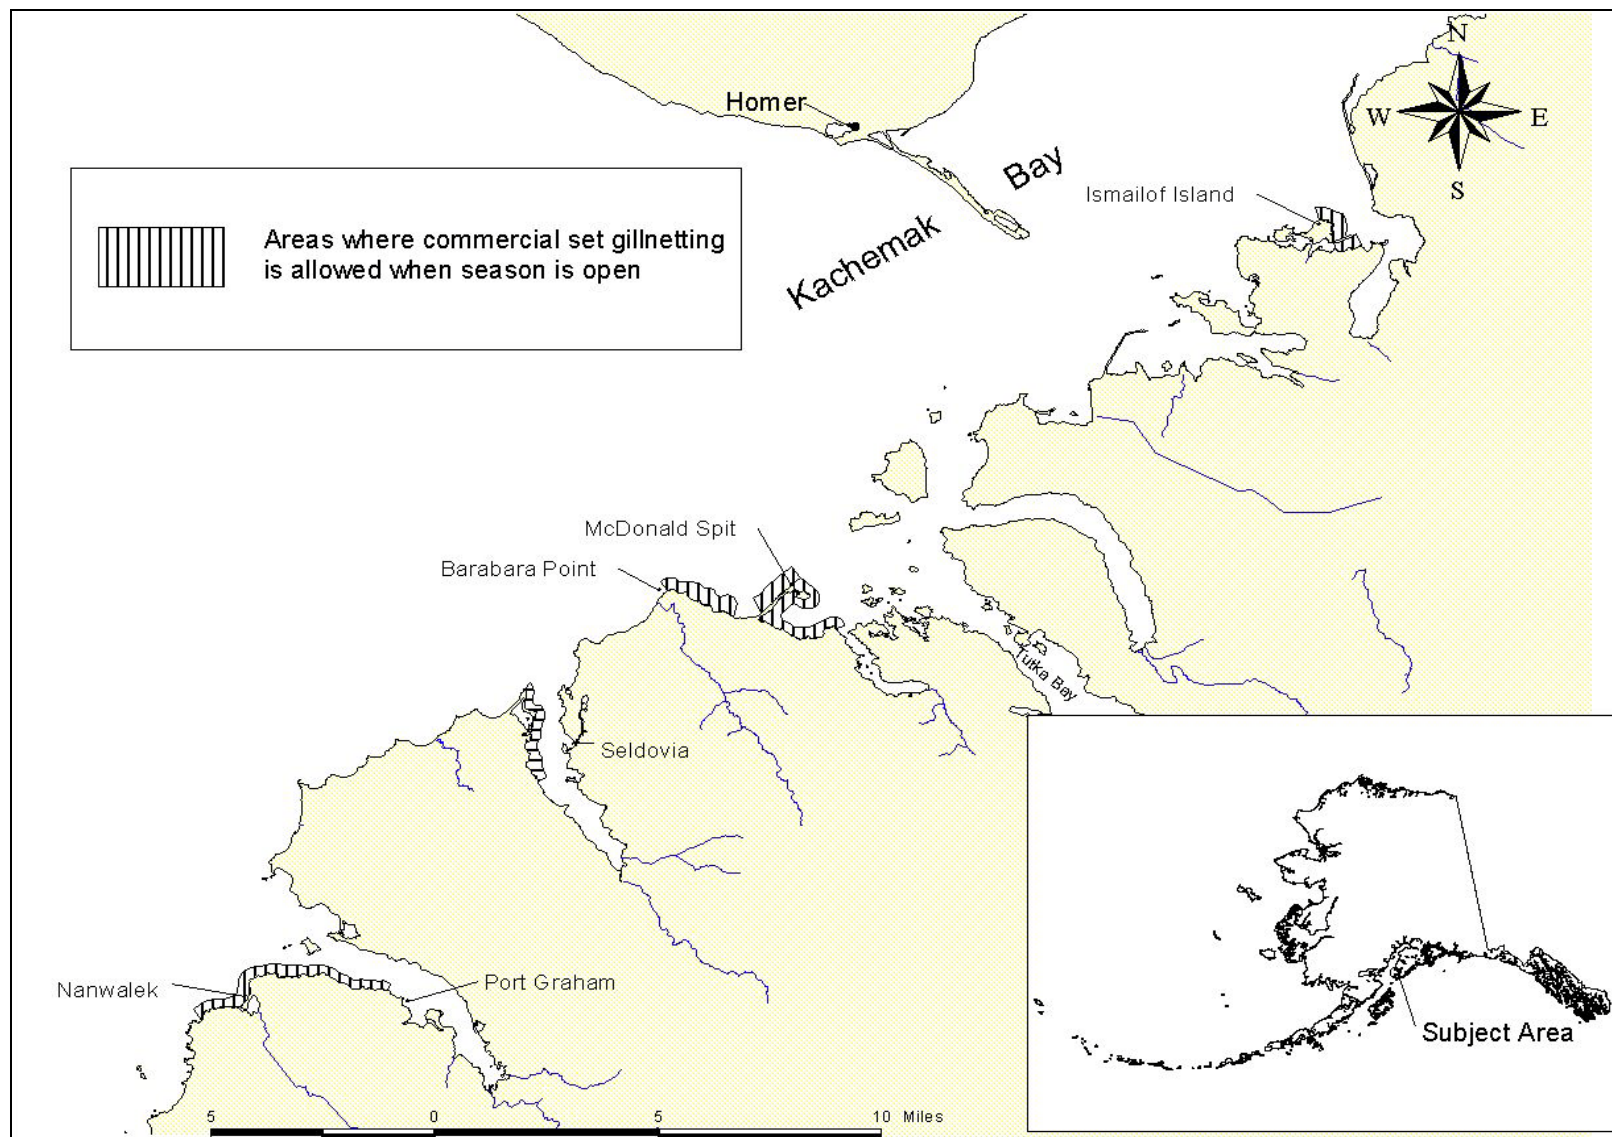 N
Homer
W
E
Bay
S
Ismailof Island
Areas where commercial set gillnetting
is allowed when season is open
Kachemak
McDonald Spit
Barabara Point
Tutka Bay
Seldovia
Nanwalek
Port Graham
Subject Area
5 0 5 10 Miles